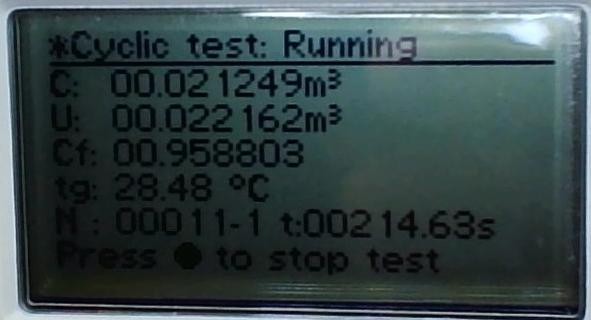 *Cyclic test: Running
C: 00.021249m³
U: 00.022162m³
Cf: 00.958803
tg: 28.48 °C
N : 00011-1 t:00214.63s
Press ● to stop test